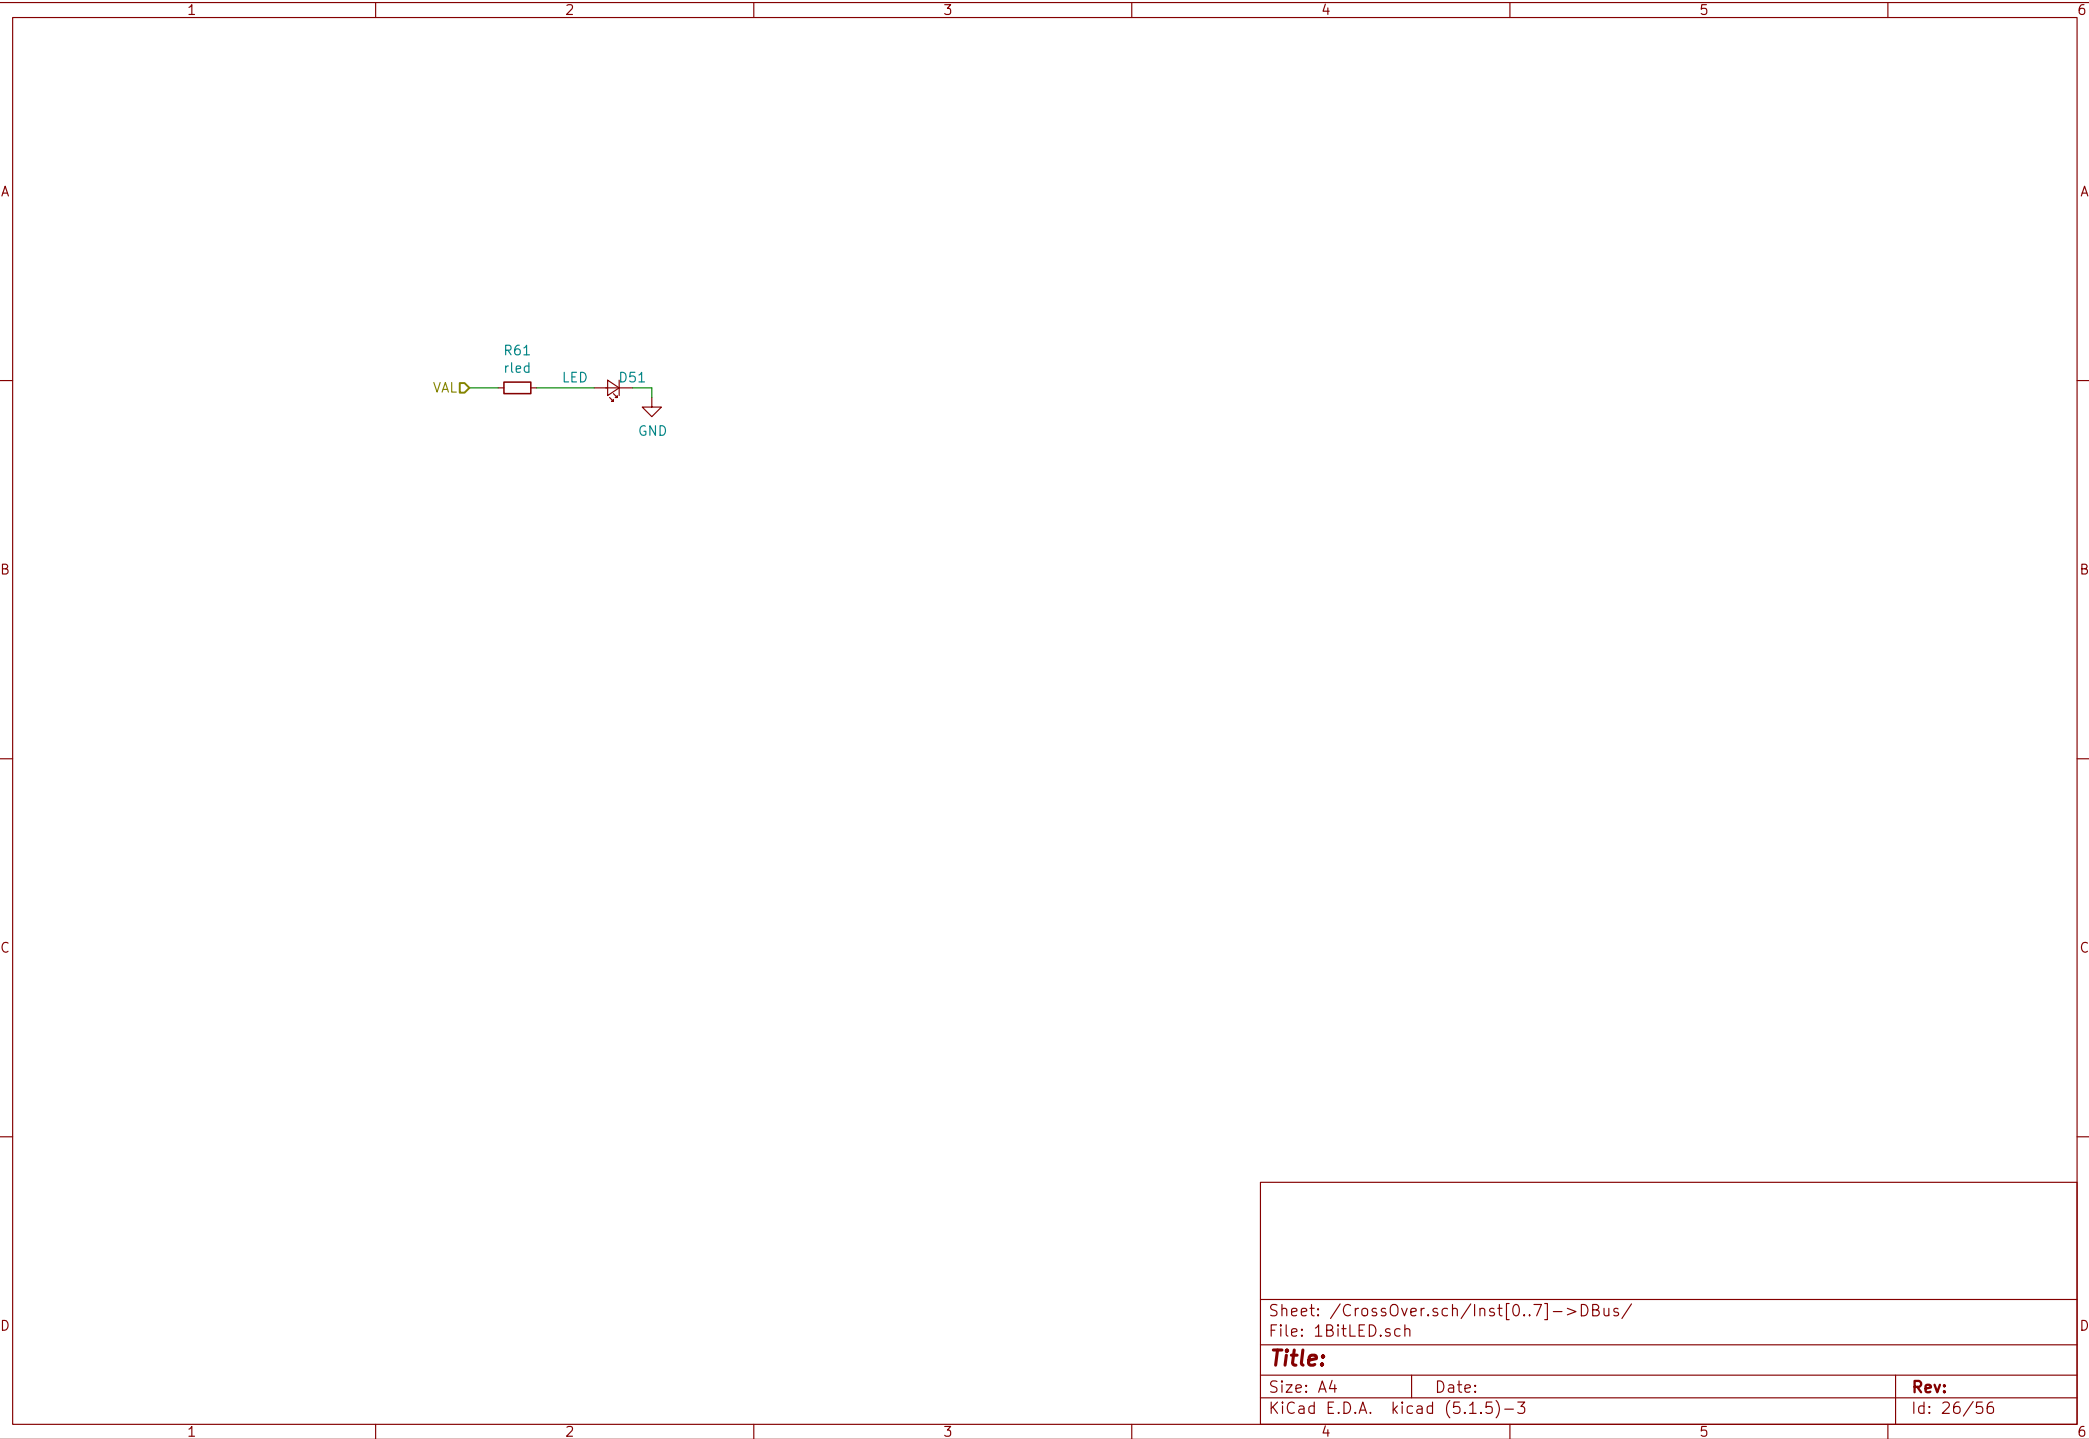 1 2 3 4 5 6
A A
R61
rled
VAL LED D51
GND
B B
C C
Sheet: /CrossOver.sch/Inst[0..7]->DBus/
D D
File: 1BitLED.sch
Title:
Size: A4 Date: Rev:
KiCad E.D.A. kicad (5.1.5)-3 Id: 26/56
1 2 3 4 5 6